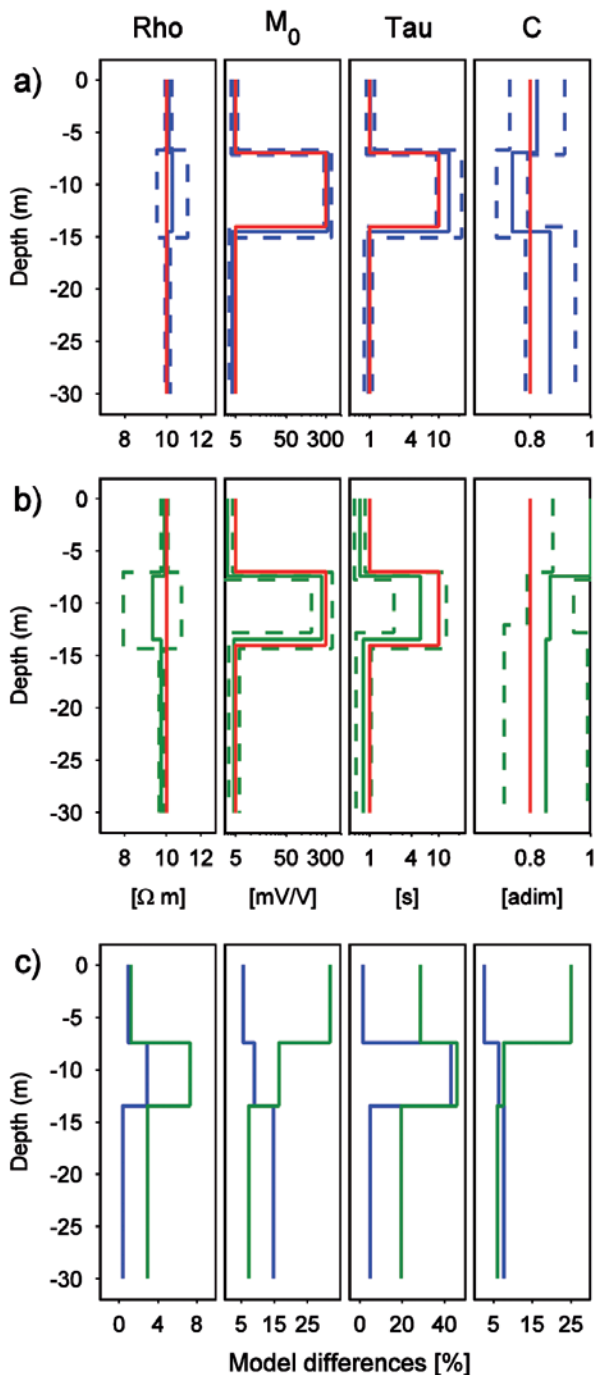 Rho M0 Tau C
a)
0
-5
-10
-15
-20
-25
-30
Depth (m)
8 10 12 5 50 300 1 4 10 0.8 1
b)
0
-5
-10
-15
-20
-25
-30
Depth (m)
8 10 12 5 50 300 1 4 10 0.8 1
[Ω m] [mV/V] [s] [adim]
c)
0
-5
-10
-15
-20
-25
-30
Depth (m)
0 4 8 5 15 25 0 20 40 5 15 25
Model differences [%]